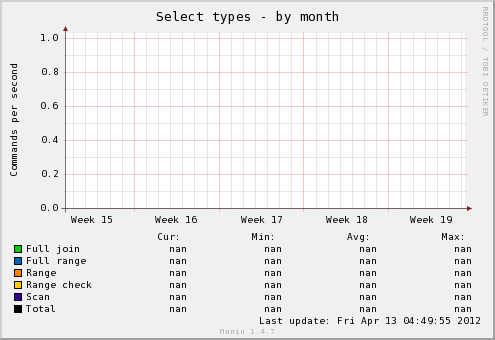 Select types - by month
RRDTOOL / TOBI OETIKER
Commands per second
1.0
0.8
0.6
0.4
0.2
0.0
Week 15 Week 16 Week 17 Week 18 Week 19
Cur: Min: Avg: Max:
Full join nan nan nan nan
Full range nan nan nan nan
Range nan nan nan nan
Range check nan nan nan nan
Scan nan nan nan nan
Total nan nan nan nan
Last update: Fri Apr 13 04:49:55 2012
Munin 1.4.7